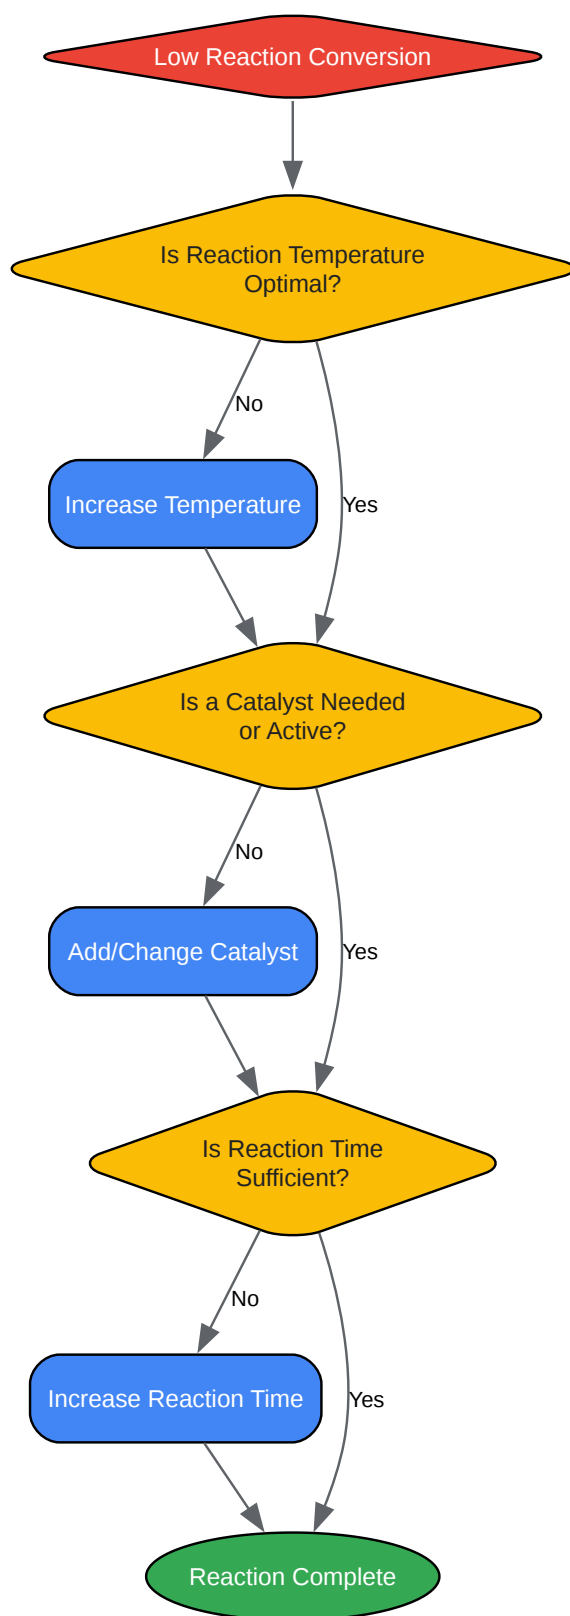 Low Reaction Conversion
Is Reaction Temperature
Optimal?
No
Increase Temperature
Yes
Is a Catalyst Needed
or Active?
No
Add/Change Catalyst
Yes
Is Reaction Time
Sufficient?
No
Increase Reaction Time
Yes
Reaction Complete